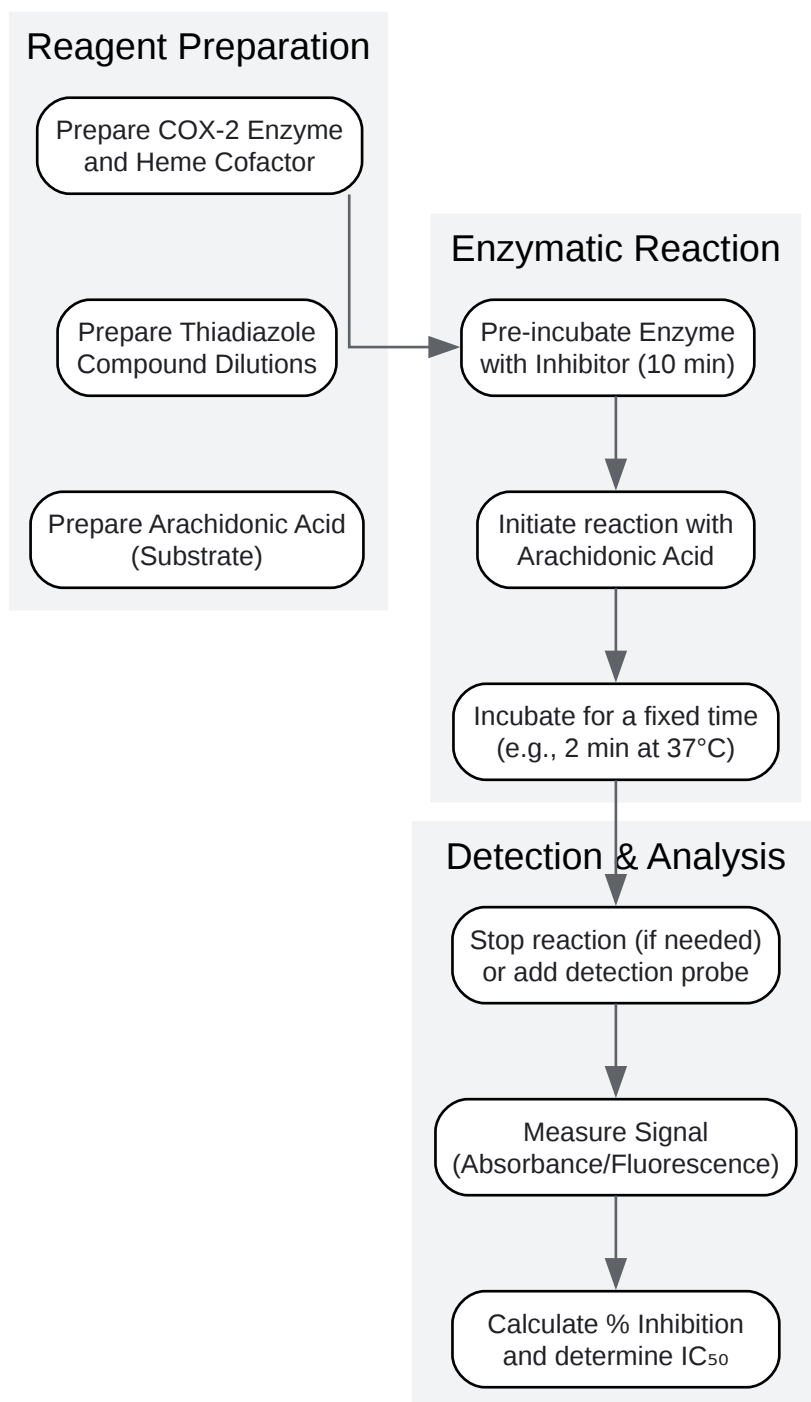 Reagent Preparation
Prepare COX-2 Enzyme
and Heme Cofactor
Prepare Thiadiazole
Compound Dilutions
Prepare Arachidonic Acid
(Substrate)
Enzymatic Reaction
Pre-incubate Enzyme
with Inhibitor (10 min)
Initiate reaction with
Arachidonic Acid
Incubate for a fixed time
(e.g., 2 min at 37°C)
Detection & Analysis
Stop reaction (if needed)
or add detection probe
Measure Signal
(Absorbance/Fluorescence)
Calculate % Inhibition
and determine IC₅₀